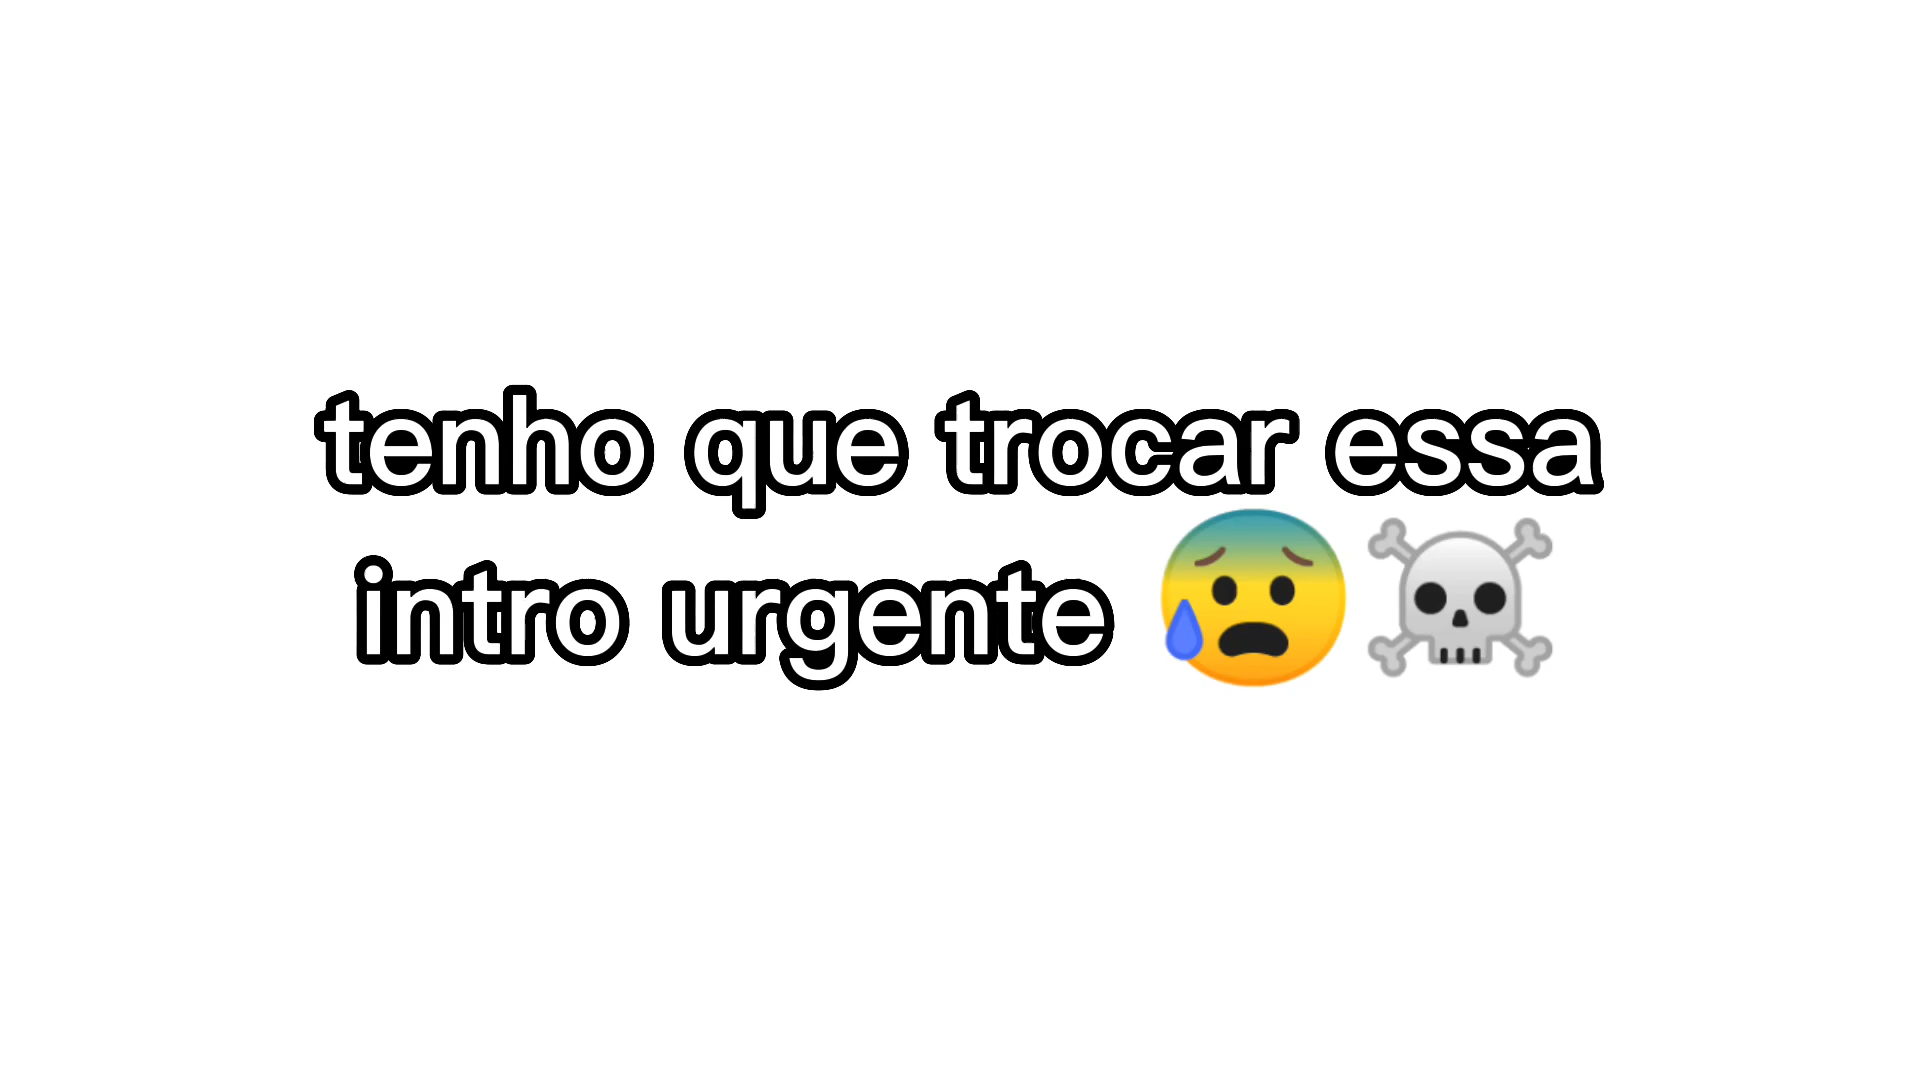 tenho que trocar essa
intro urgente 😰☠️